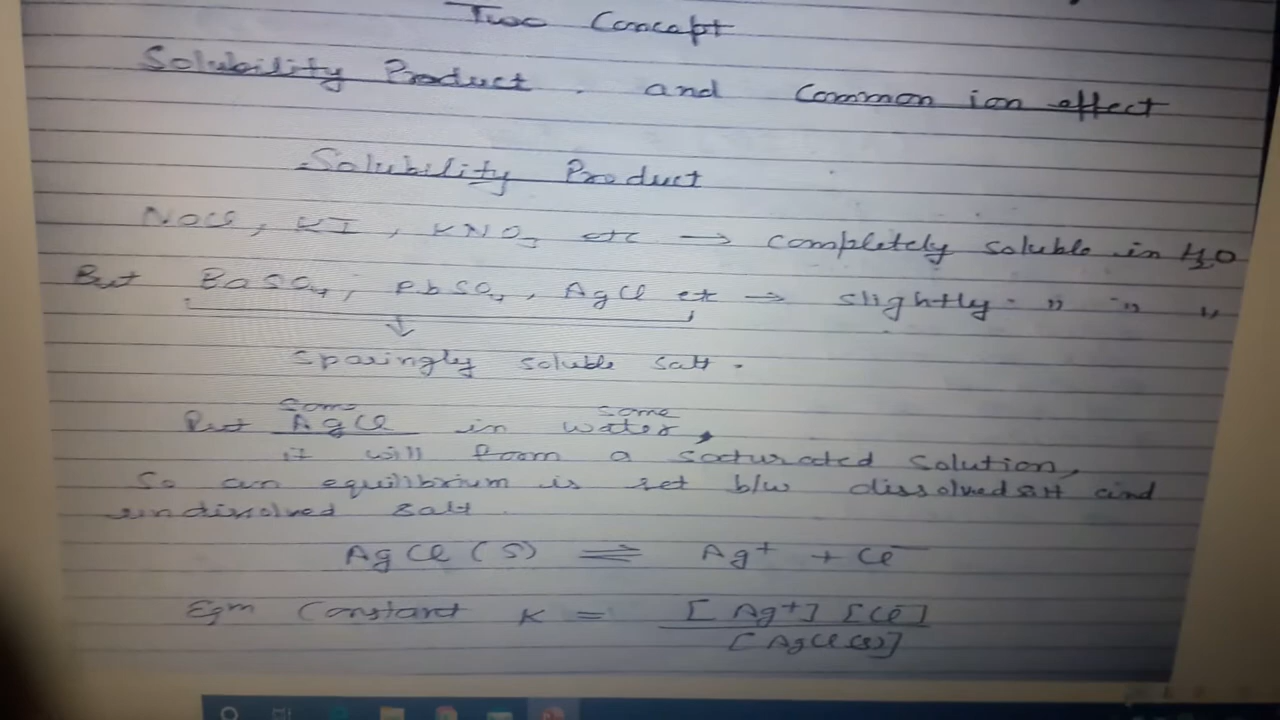 Two Concept
Solubility Product . and common ion effect
Solubility Product
NaCl, KI, KNO3 etc → completely soluble in H2O
But BaSO4, PbSO4, AgCl etc → slightly " " "
↓
Sparingly soluble salt.
some some
Put AgCl in water,
it will form a saturated solution,
So an equilibrium is set b/w dissolved salt and
undissolved salt
AgCl (s) ⇌ Ag+ + Cl-
Eqm Constant K = [Ag+] [Cl-]
[AgCl(s)]